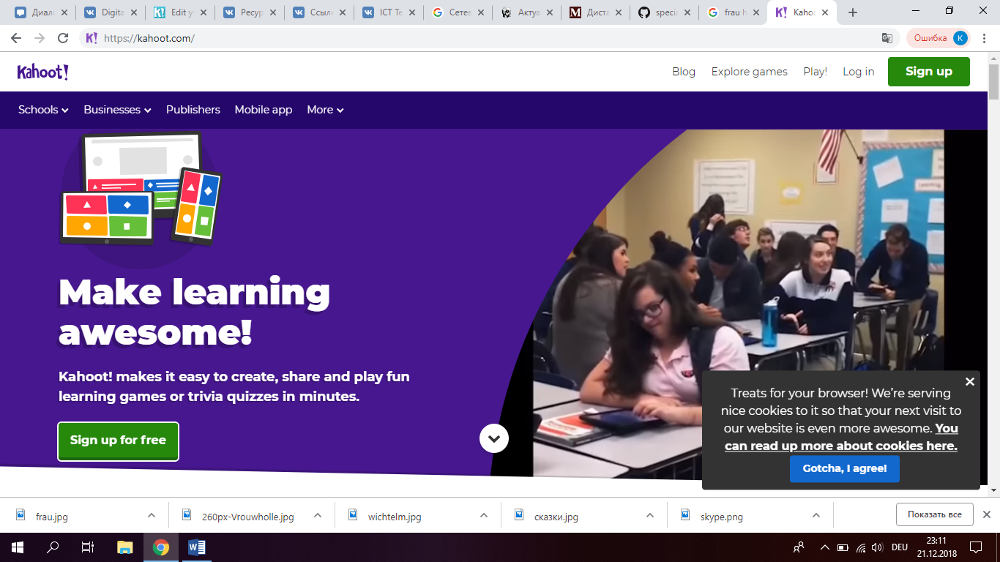 Диало
Digita
Edit y
Ресур
Ссыл
ICT Te
Сетев
Актуа
Диста
specia
frau h
Kahoo
https://kahoot.com/
Ошибка
К
Kahoot!
Blog
Explore games
Play!
Log in
Sign up
Schools
Businesses
Publishers
Mobile app
More
Make learning
awesome!
Kahoot! makes it easy to create, share and play fun
learning games or trivia quizzes in minutes.
Sign up for free
Treats for your browser! We’re serving
nice cookies to it so that your next visit to
our website is even more awesome. You
can read up more about cookies here.
Gotcha, I agree!
frau.jpg
260px-Vrouwholle.jpg
wichtelm.jpg
сказки.jpg
skype.png
Показать все
DEU
23:11
21.12.2018